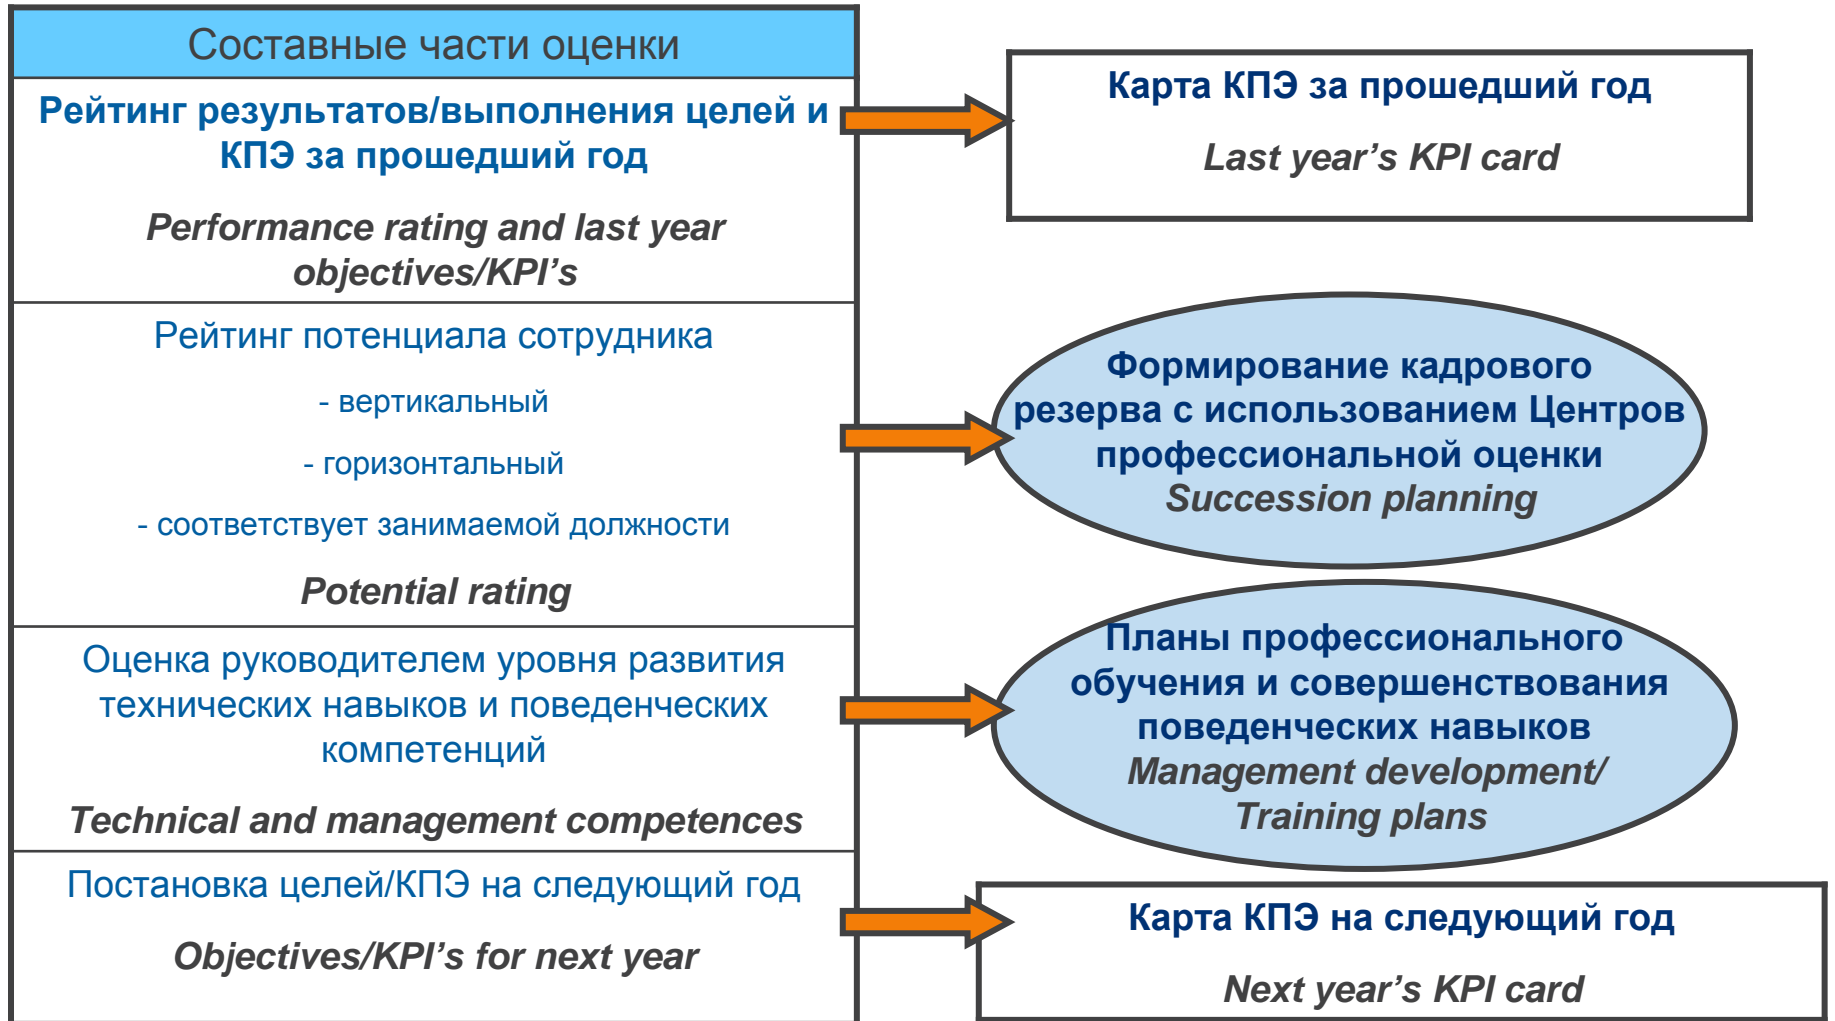 Составные части оценки
Рейтинг результатов/выполнения целей и
КПЭ за прошедший год
Performance rating and last year
objectives/KPI’s
Рейтинг потенциала сотрудника
- вертикальный
- горизонтальный
- соответствует занимаемой должности
Potential rating
Оценка руководителем уровня развития
технических навыков и поведенческих
компетенций
Technical and management competences
Постановка целей/КПЭ на следующий год
Objectives/KPI’s for next year
Карта КПЭ за прошедший год
Last year’s KPI card
Формирование кадрового
резерва с использованием Центров
профессиональной оценки
Succession planning
Планы профессионального
обучения и совершенствования
поведенческих навыков
Management development/
Training plans
Карта КПЭ на следующий год
Next year’s KPI card